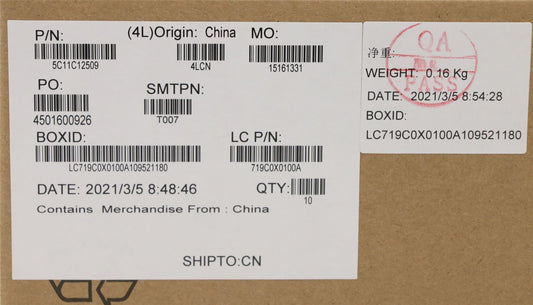 P/N:
(4L)Origin: China
MO:
5C11C12509
4LCN
15161331
PO:
SMTPN:
4501600926
T007
BOXID:
LC P/N:
LC719C0X0100A109521180
719C0X0100A
DATE: 2021/3/5 8:48:46
QTY:
10
Contains Merchandise From : China
SHIPTO:CN
净重:
QA
PASS
WEIGHT: 0.16 Kg
DATE: 2021/3/5 8:54:28
BOXID:
LC719C0X0100A109521180